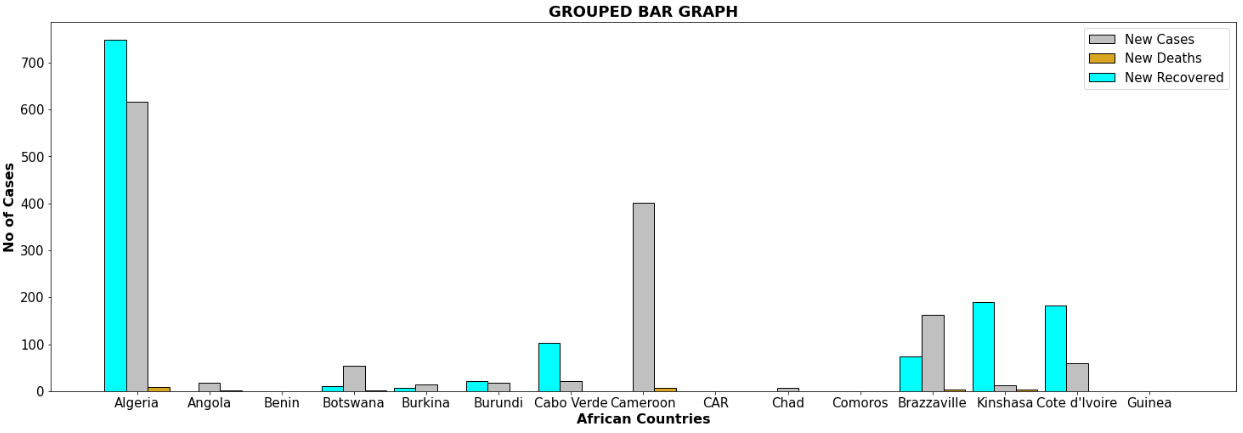 GROUPED BAR GRAPH
New Cases
New Deaths
New Recovered
700
600
500
400
300
200
100
0
No of Cases
Algeria Angola Benin Botswana Burkina Burundi Cabo Verde Cameroon CAR Chad Comoros Brazzaville Kinshasa Cote d'Ivoire Guinea
African Countries